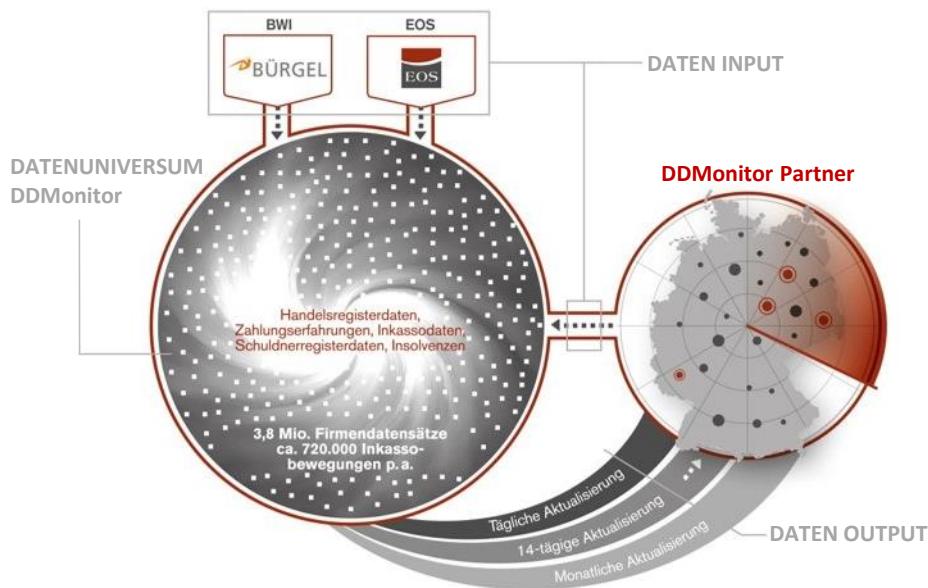 BWI
EOS
BÜRGEL
EOS
DATEN INPUT
DATENUNIVERSUM
DDMonitor
DDMonitor Partner
Handelsregisterdaten,
Zahlungserfahrungen, Inkassodaten,
Schuldnerregisterdaten, Insolvenzen
3,8 Mio. Firmendatensätze
ca. 720.000 Inkasso-
bewegungen p. a.
Tägliche Aktualisierung
14-tägige Aktualisierung
Monatliche Aktualisierung
DATEN OUTPUT